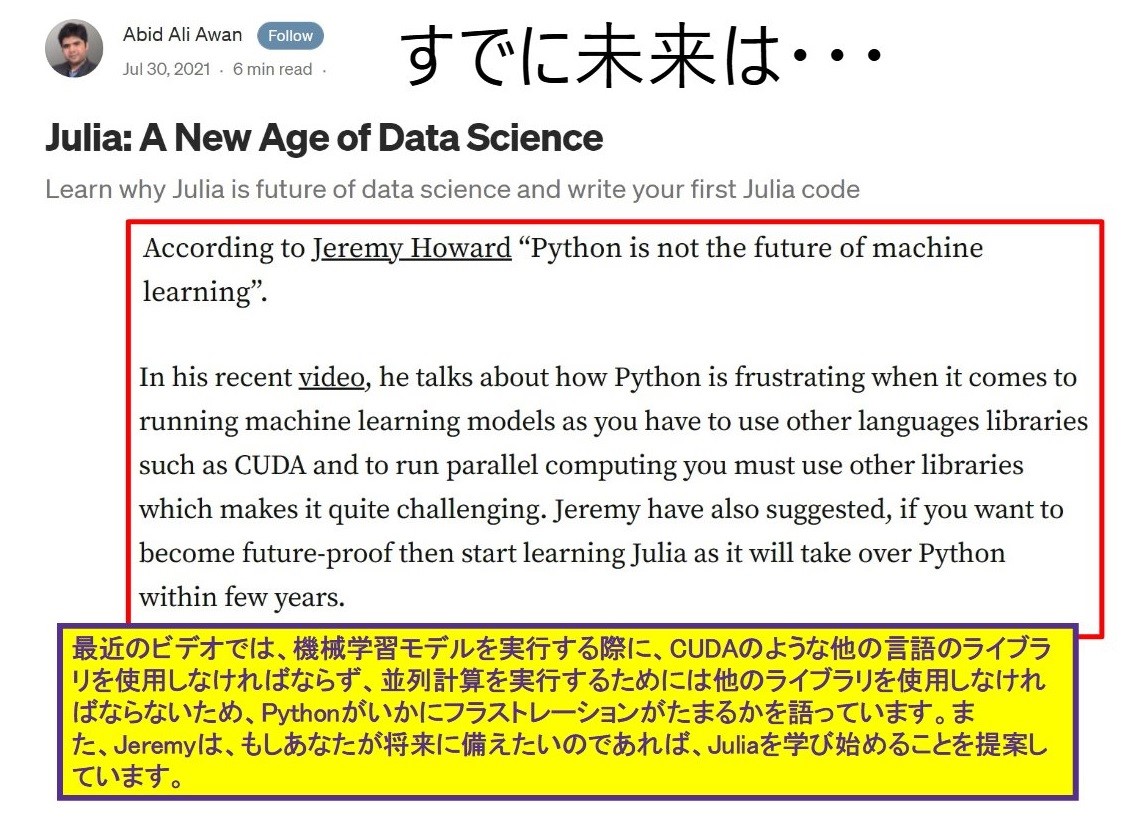 Abid Ali Awan Follow
すでに未来は・・・
Jul 30, 2021 · 6 min read ·
Julia: A New Age of Data Science
Learn why Julia is future of data science and write your first Julia code
According to Jeremy Howard “Python is not the future of machine
learning”.
In his recent video, he talks about how Python is frustrating when it comes to
running machine learning models as you have to use other languages libraries
such as CUDA and to run parallel computing you must use other libraries
which makes it quite challenging. Jeremy have also suggested, if you want to
become future-proof then start learning Julia as it will take over Python
within few years.
最近のビデオでは、機械学習モデルを実行する際に、CUDAのような他の言語のライブラ
リを使用しなければならず、並列計算を実行するためには他のライブラリを使用しなけれ
ばならないため、Pythonがいかにフラストレーションがたまるかを語っています。ま
た、Jeremyは、もしあなたが将来に備えたいのであれば、Juliaを学び始めることを提案し
ています。